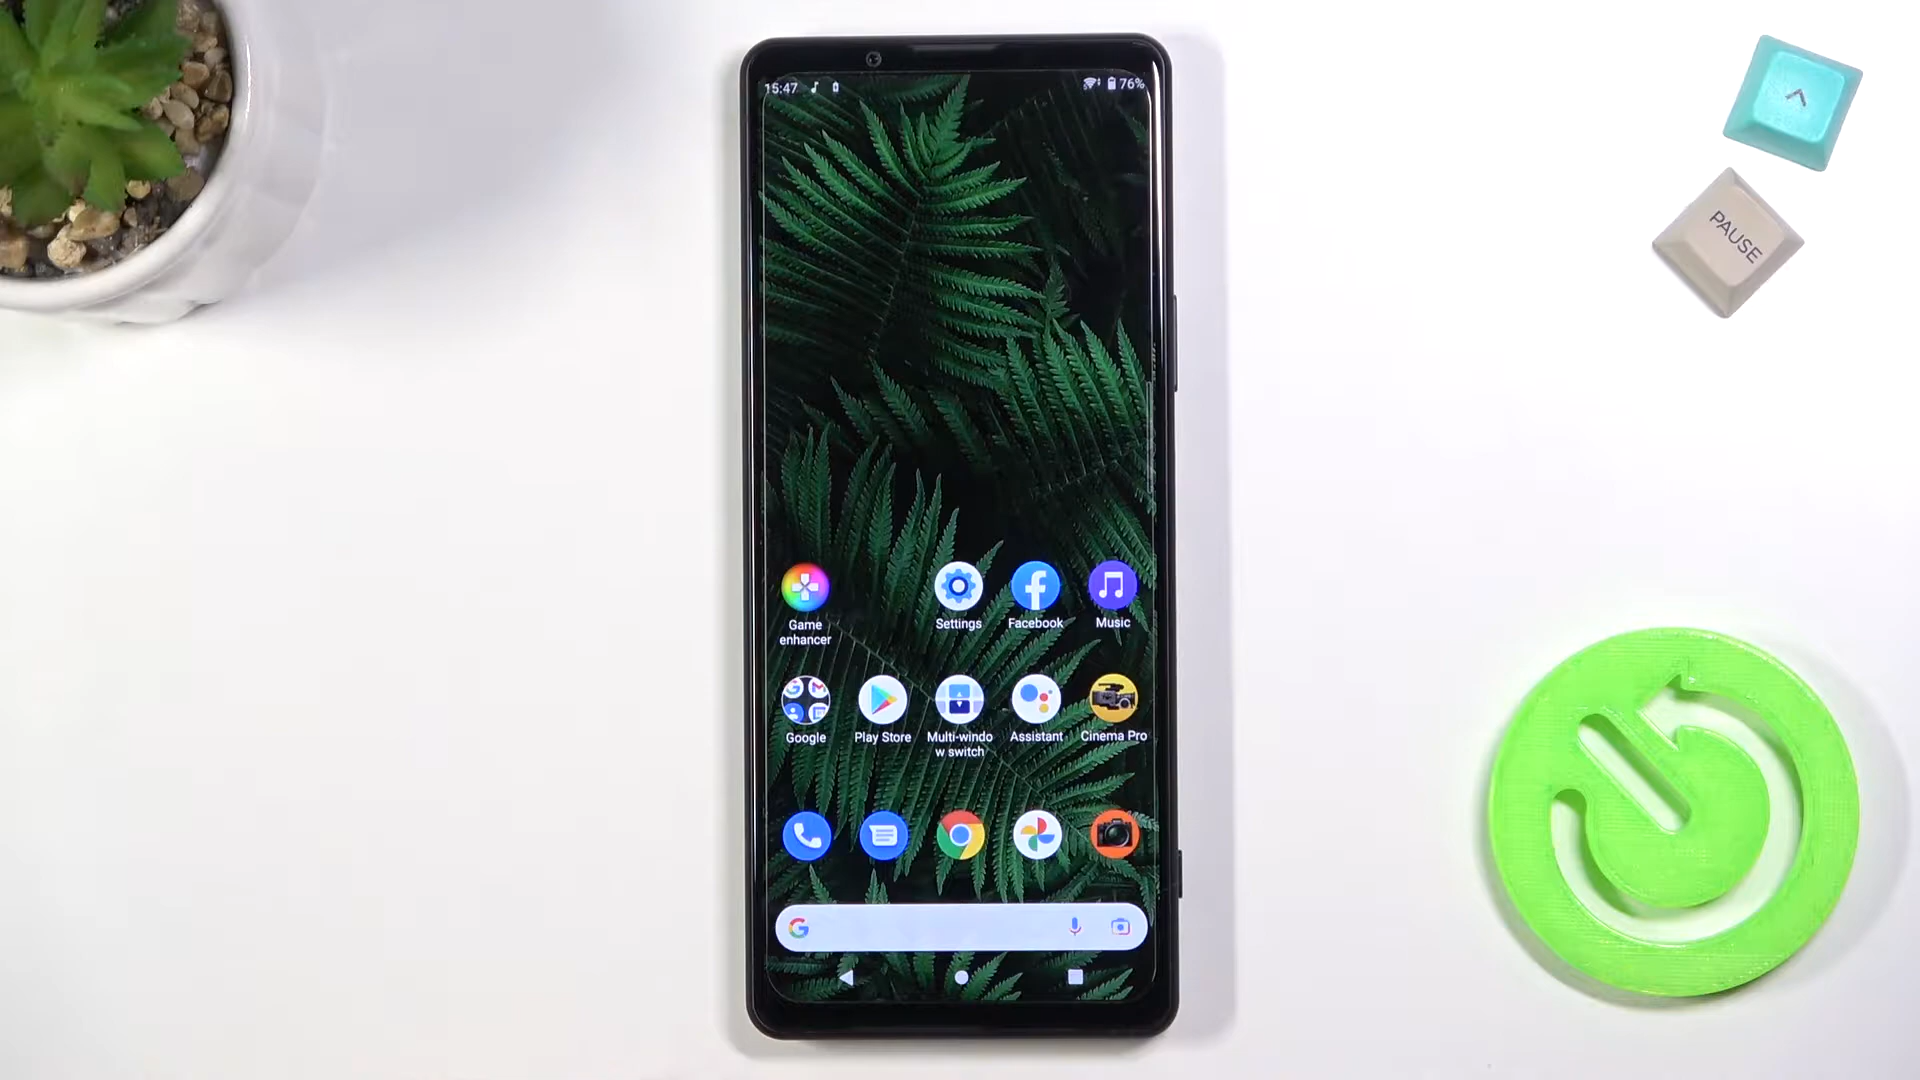 15:47
76%
PAUSE
Game
enhancer
Settings
Facebook
Music
Google
Play Store
Multi-windo
w switch
Assistant
Cinema Pro